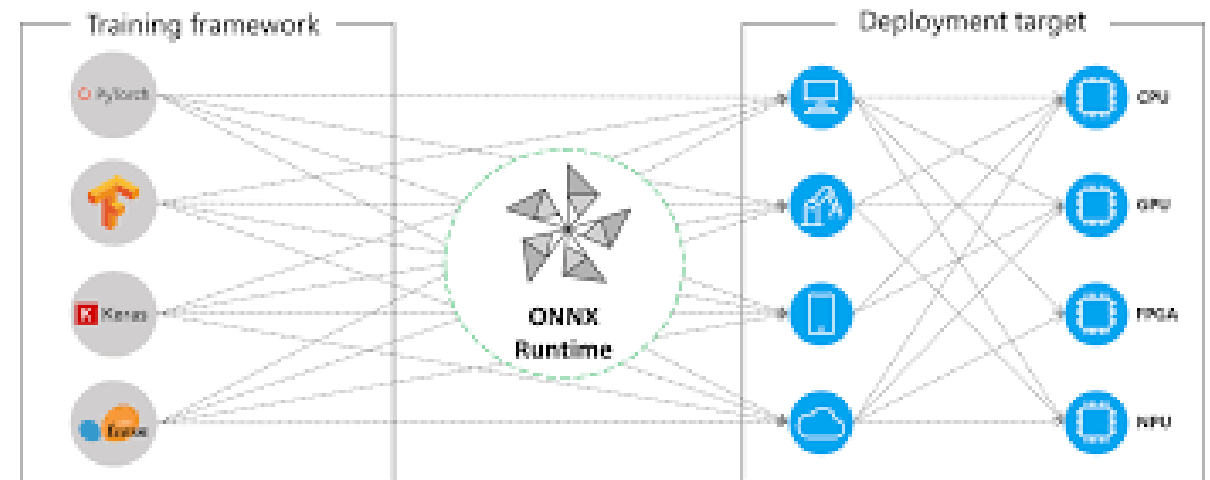 Training framework
Deployment target
PyTorch
Keras
ONNX
Runtime
CPU
GPU
FPGA
NPU